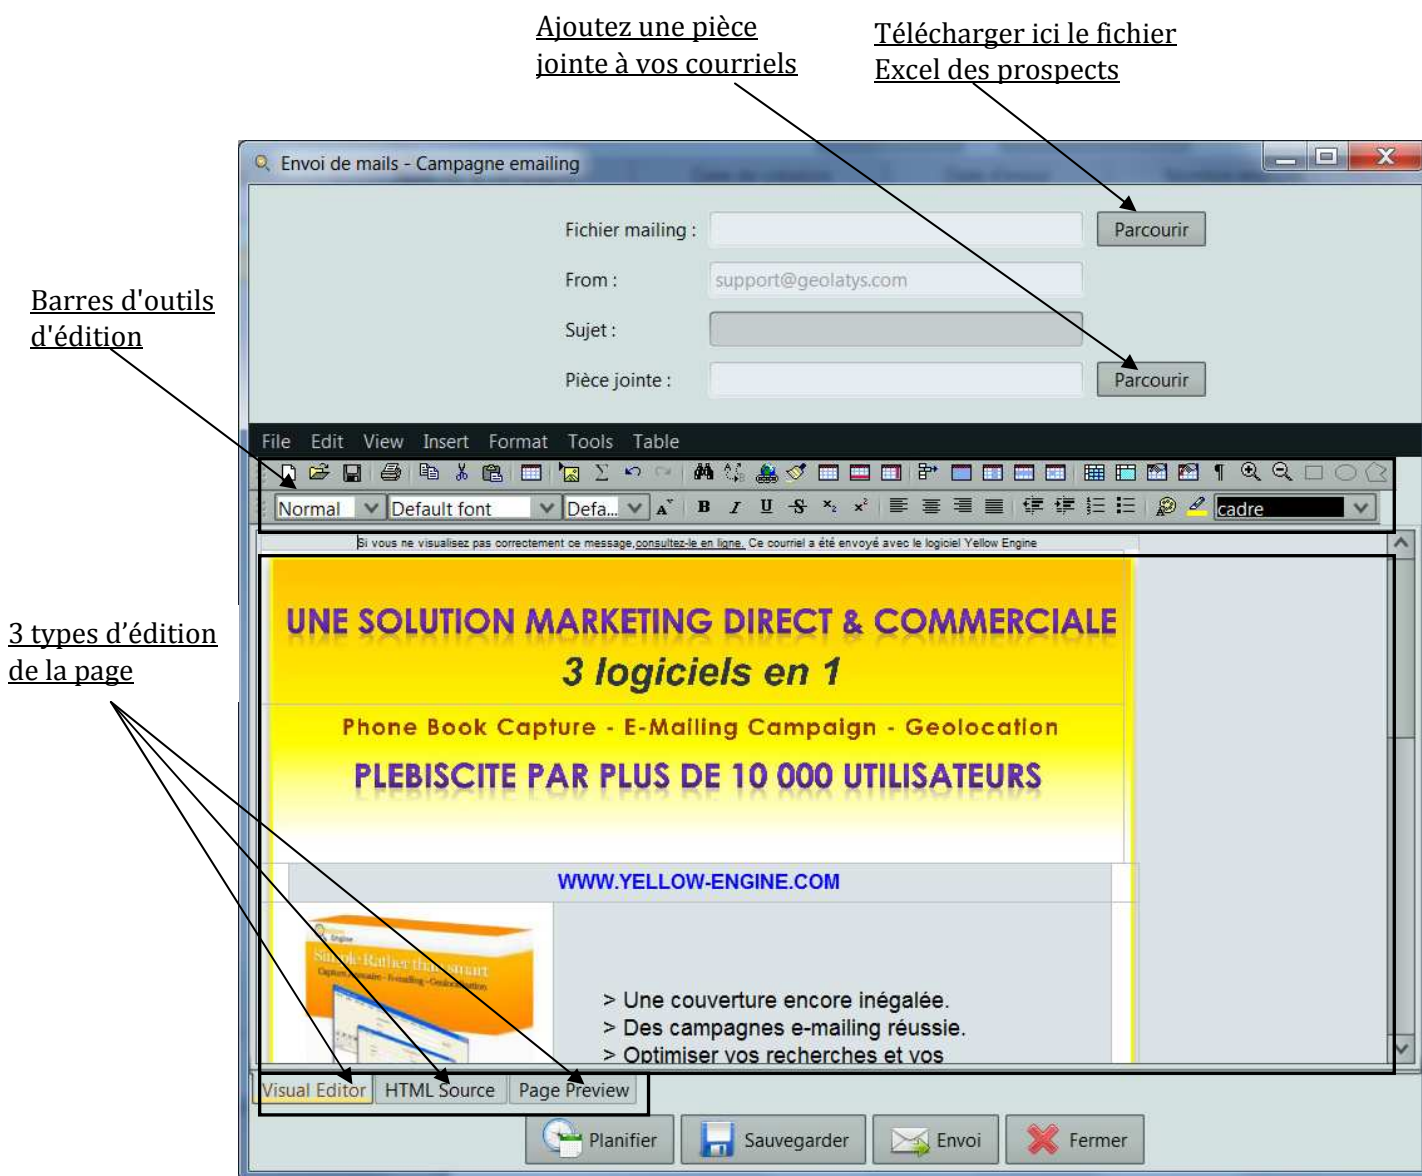 Ajoutez une pièce
jointe à vos courriels
Télécharger ici le fichier
Excel des prospects
Envoi de mails - Campagne emailing
Fichier mailing :
Parcourir
From :
support@geolatys.com
Sujet :
Pièce jointe :
Parcourir
Barres d'outils
d'édition
File Edit View Insert Format Tools Table
Normal Default font Defa... cadre
Si vous ne visualisez pas correctement ce message,consultez-le en ligne. Ce courriel a été envoyé avec le logiciel Yellow Engine
UNE SOLUTION MARKETING DIRECT & COMMERCIALE
3 logiciels en 1
Phone Book Capture - E-Mailing Campaign - Geolocation
PLEBISCITE PAR PLUS DE 10 000 UTILISATEURS
3 types d’édition
de la page
WWW.YELLOW-ENGINE.COM
Engine
Simple Rather than smart
> Une couverture encore inégalée.
> Des campagnes e-mailing réussie.
> Optimiser vos recherches et vos
Visual Editor HTML Source Page Preview
Planifier Sauvegarder Envoi Fermer